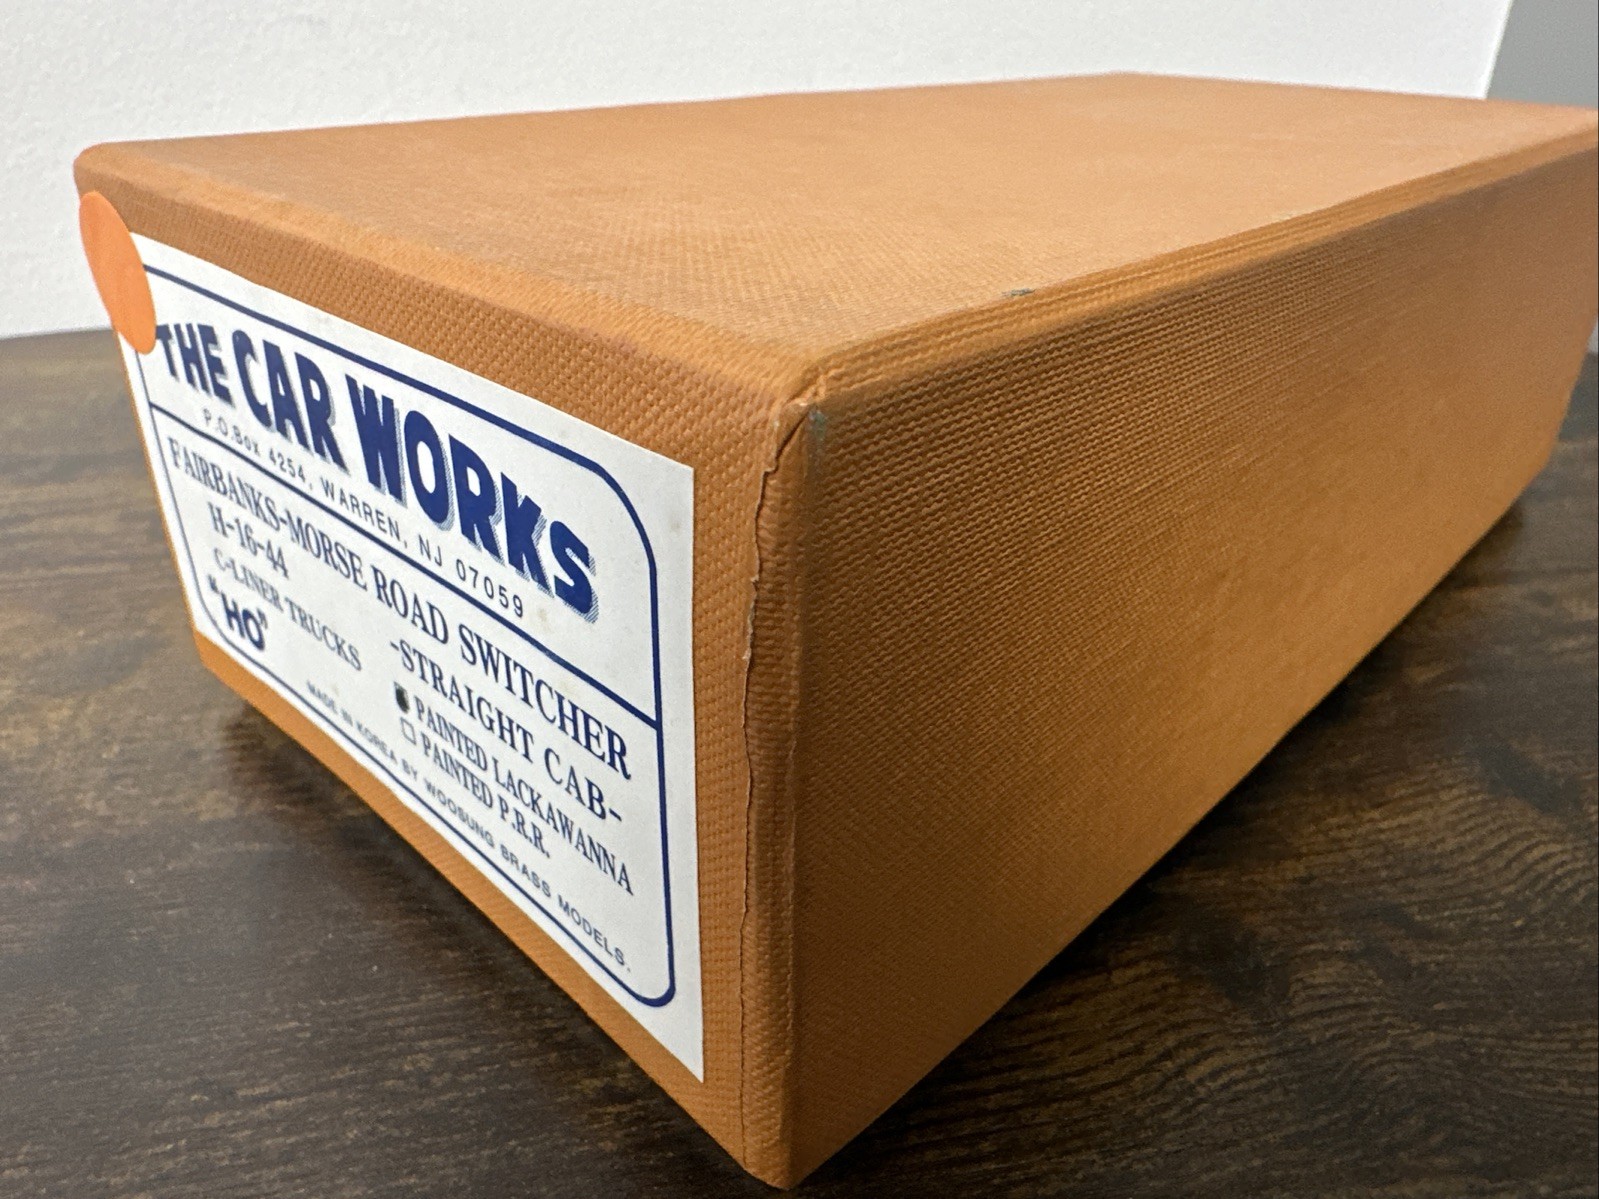 THE CAR WORKS
P.O.Box 4254, WARREN, NJ 07059
FAIRBANKS-MORSE ROAD SWITCHER
H-16-44 -STRAIGHT CAB-
C-LINER TRUCKS PAINTED LACKAWANNA
"HO" PAINTED P.R.R.
MADE IN KOREA BY WOOSUNG BRASS MODELS.